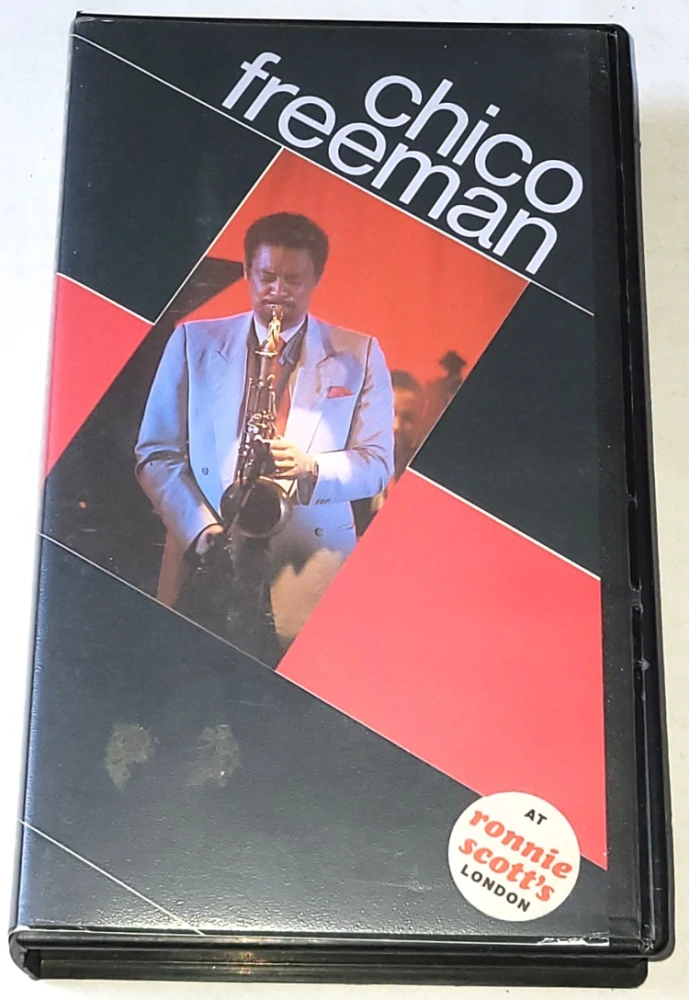 chico
freeman
AT
ronnie
scott's
LONDON